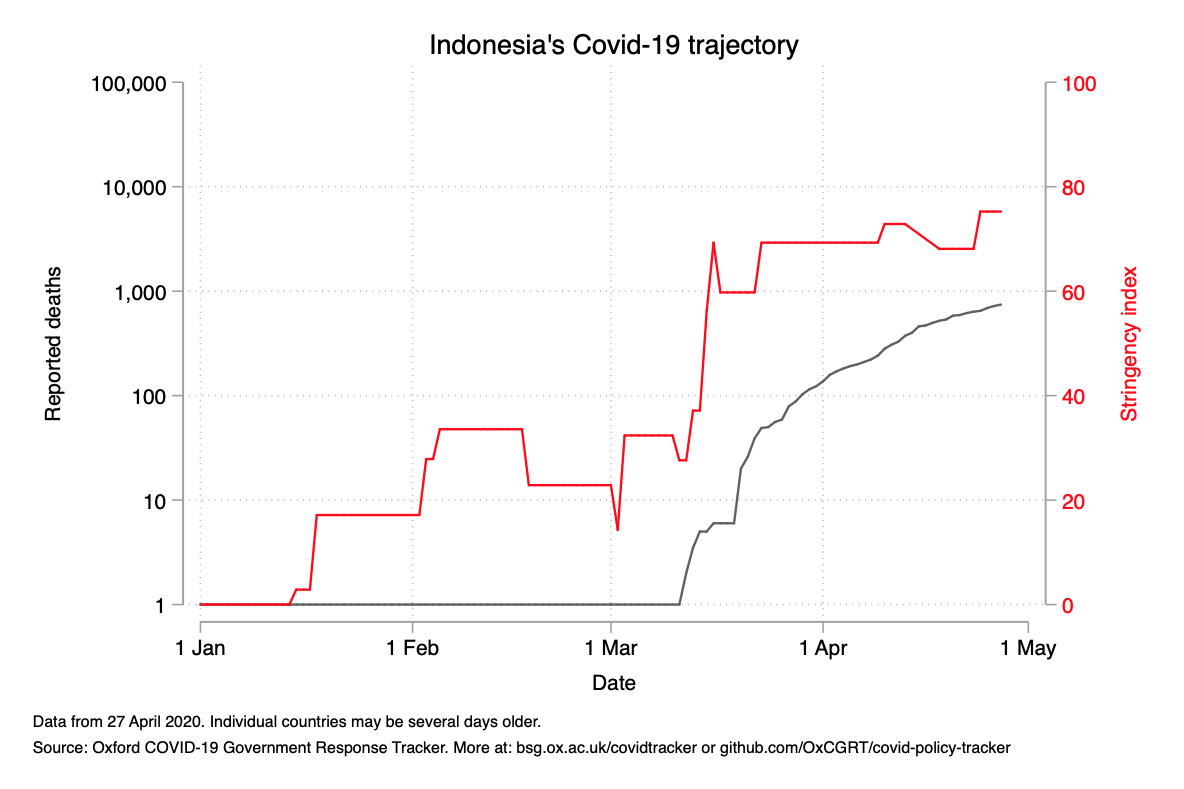 Indonesia's Covid-19 trajectory
100,000
10,000
1,000
100
10
1
Reported deaths
100
80
60
40
20
0
Stringency index
1 Jan
1 Feb
1 Mar
1 Apr
1 May
Date
Data from 27 April 2020. Individual countries may be several days older.
Source: Oxford COVID-19 Government Response Tracker. More at: bsg.ox.ac.uk/covidtracker or github.com/OxCGRT/covid-policy-tracker